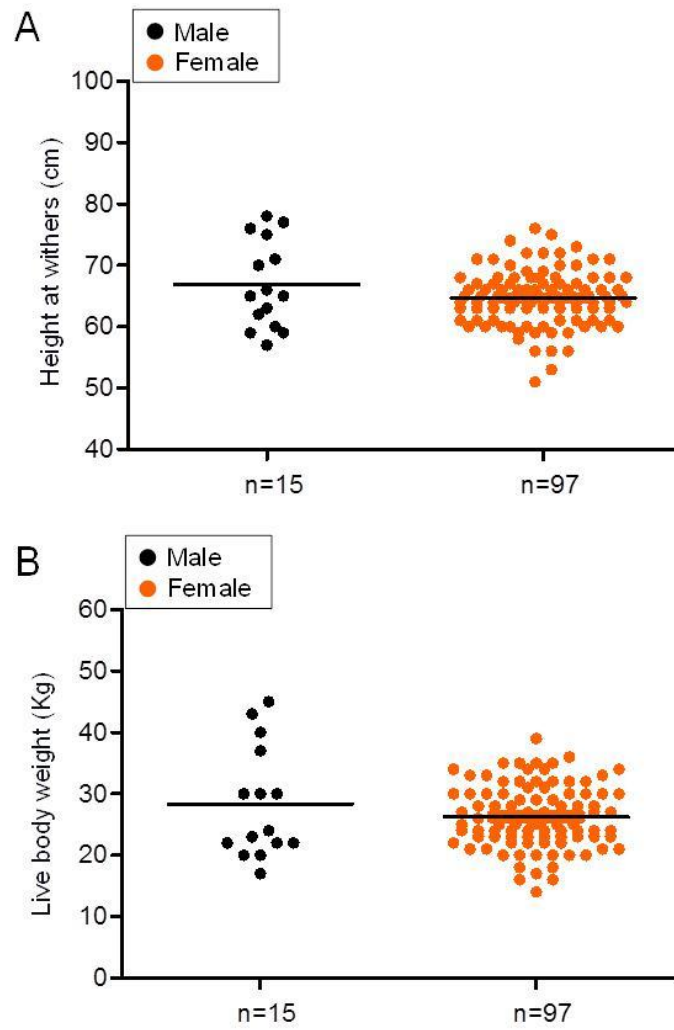 A
Male
Female
Height at withers (cm)
100
90
80
70
60
50
40
n=15 n=97
B
Male
Female
Live body weight (Kg)
60
50
40
30
20
10
0
n=15 n=97